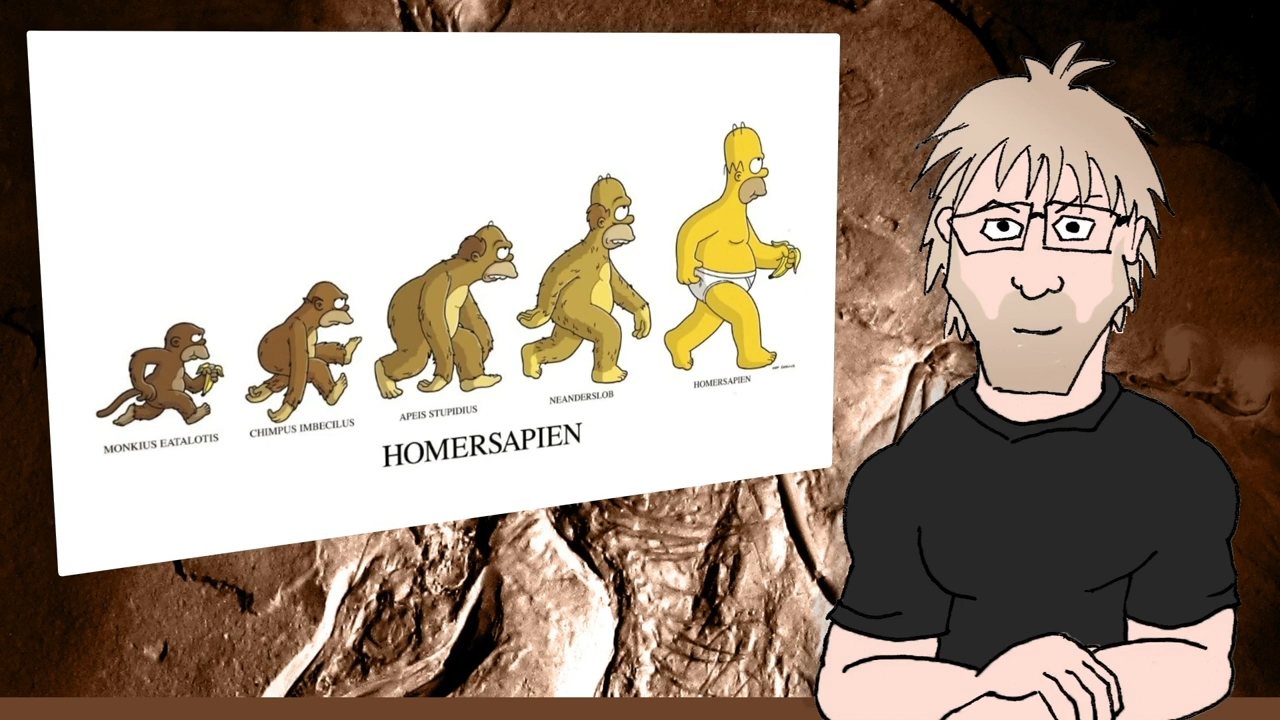 MONKIUS EATALOTIS
CHIMPUS IMBECILUS
APEIS STUPIDIUS
NEANDERSLOB
HOMERSAPIEN
HOMERSAPIEN